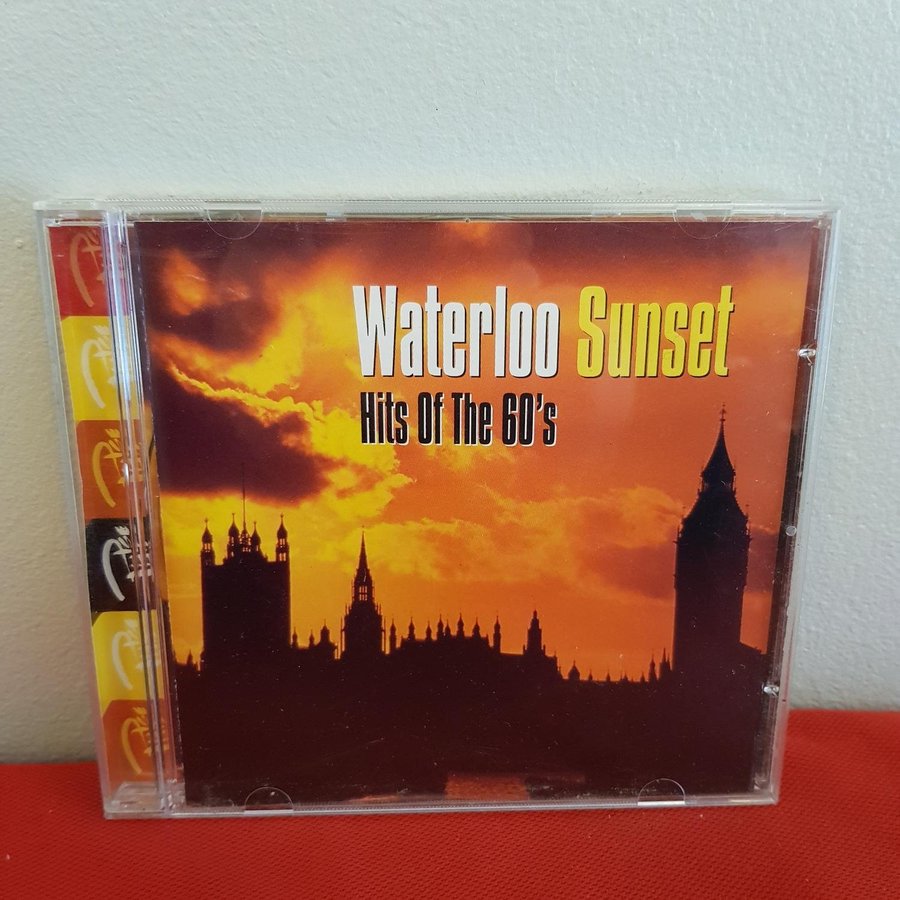 Waterloo Sunset
Hits Of The 60's